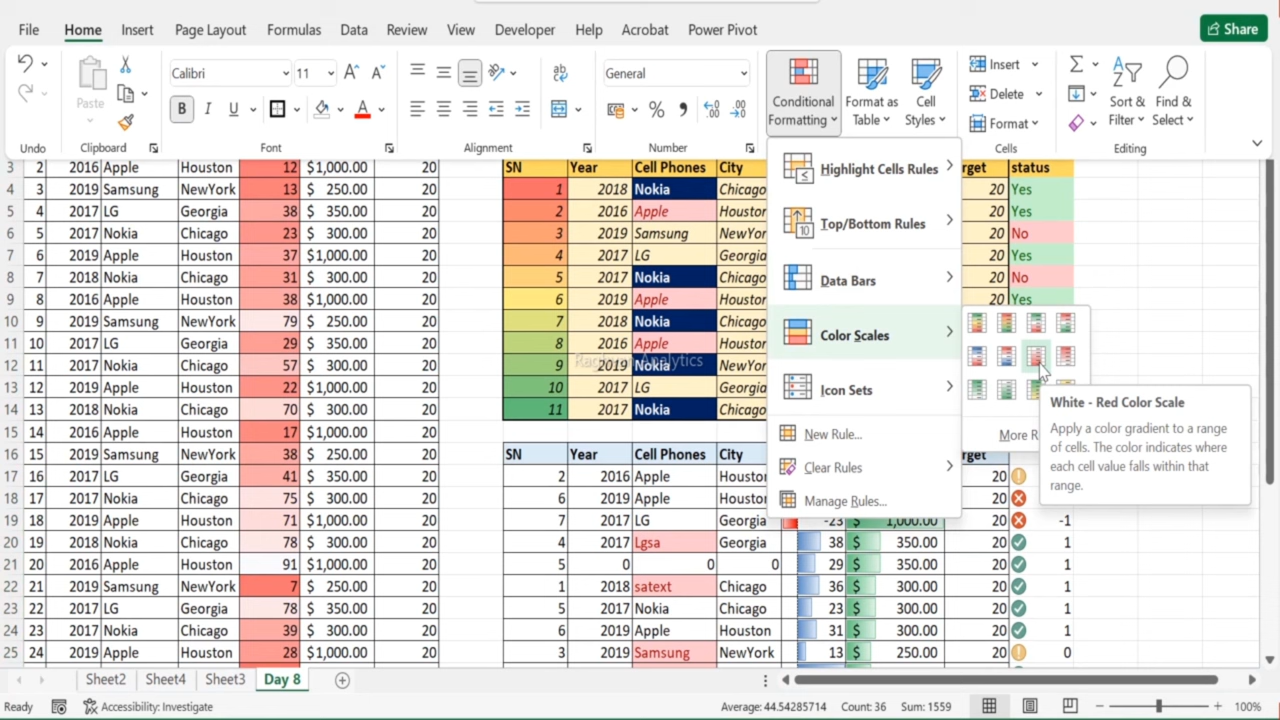 File Home Insert Page Layout Formulas Data Review View Developer Help Acrobat Power Pivot Share
Paste
Calibri 11
B I U A
General
Conditional Formatting
Format as Table
Cell Styles
Insert
Delete
Format
Sort & Filter
Find & Select
Undo Clipboard Font Alignment Number Cells Editing
3 2 2016 Apple Houston 12 $1,000.00 20
4 3 2019 Samsung NewYork 13 $ 250.00 20
5 4 2017 LG Georgia 38 $ 350.00 20
6 5 2017 Nokia Chicago 23 $ 300.00 20
7 6 2019 Apple Houston 37 $1,000.00 20
8 7 2018 Nokia Chicago 31 $ 300.00 20
9 8 2016 Apple Houston 38 $1,000.00 20
10 9 2019 Samsung NewYork 79 $ 250.00 20
11 10 2017 LG Georgia 29 $ 350.00 20
12 11 2017 Nokia Chicago 57 $ 300.00 20
13 12 2019 Apple Houston 22 $1,000.00 20
14 13 2018 Nokia Chicago 70 $ 300.00 20
15 14 2016 Apple Houston 17 $1,000.00 20
16 15 2019 Samsung NewYork 38 $ 250.00 20
17 16 2017 LG Georgia 41 $ 350.00 20
18 17 2017 Nokia Chicago 75 $ 300.00 20
19 18 2019 Apple Houston 71 $1,000.00 20
20 19 2018 Nokia Chicago 78 $ 300.00 20
21 20 2016 Apple Houston 91 $1,000.00 20
22 21 2019 Samsung NewYork 7 $ 250.00 20
23 22 2017 LG Georgia 78 $ 350.00 20
24 23 2017 Nokia Chicago 39 $ 300.00 20
25 24 2019 Apple Houston 28 $1,000.00 20
SN Year Cell Phones City rget status
1 2018 Nokia Chicago 20 Yes
2 2016 Apple Houston 20 Yes
3 2019 Samsung NewYor 20 No
4 2017 LG Georgia 20 Yes
5 2017 Nokia Chicago 20 No
6 2019 Apple Houston 20 Yes
7 2018 Nokia Chicago
8 2016 Apple Houston
9 2019 Nokia Chicago
10 2017 LG Georgia
11 2017 Nokia Chicago
SN Year Cell Phones City rget
2 2016 Apple Houston 20
6 2019 Apple Houston 20
7 2017 LG Georgia -23 $ 1,000.00 20 -1
4 2017 Lgsa Georgia 38 $ 350.00 20 1
5 0 0 0 29 $ 350.00 20 1
1 2018 satext Chicago 36 $ 300.00 20 1
5 2017 Nokia Chicago 23 $ 300.00 20 1
6 2019 Apple Houston 31 $ 300.00 20 1
3 2019 Samsung NewYork 13 $ 250.00 20 0
Highlight Cells Rules
Top/Bottom Rules
Data Bars
Color Scales
Icon Sets
New Rule...
Clear Rules
Manage Rules...
More R
White - Red Color Scale
Apply a color gradient to a range
of cells. The color indicates where
each cell value falls within that
range.
Sheet2 Sheet4 Sheet3 Day 8
Ready Accessibility: Investigate Average: 44.54285714 Count: 36 Sum: 1559 100%